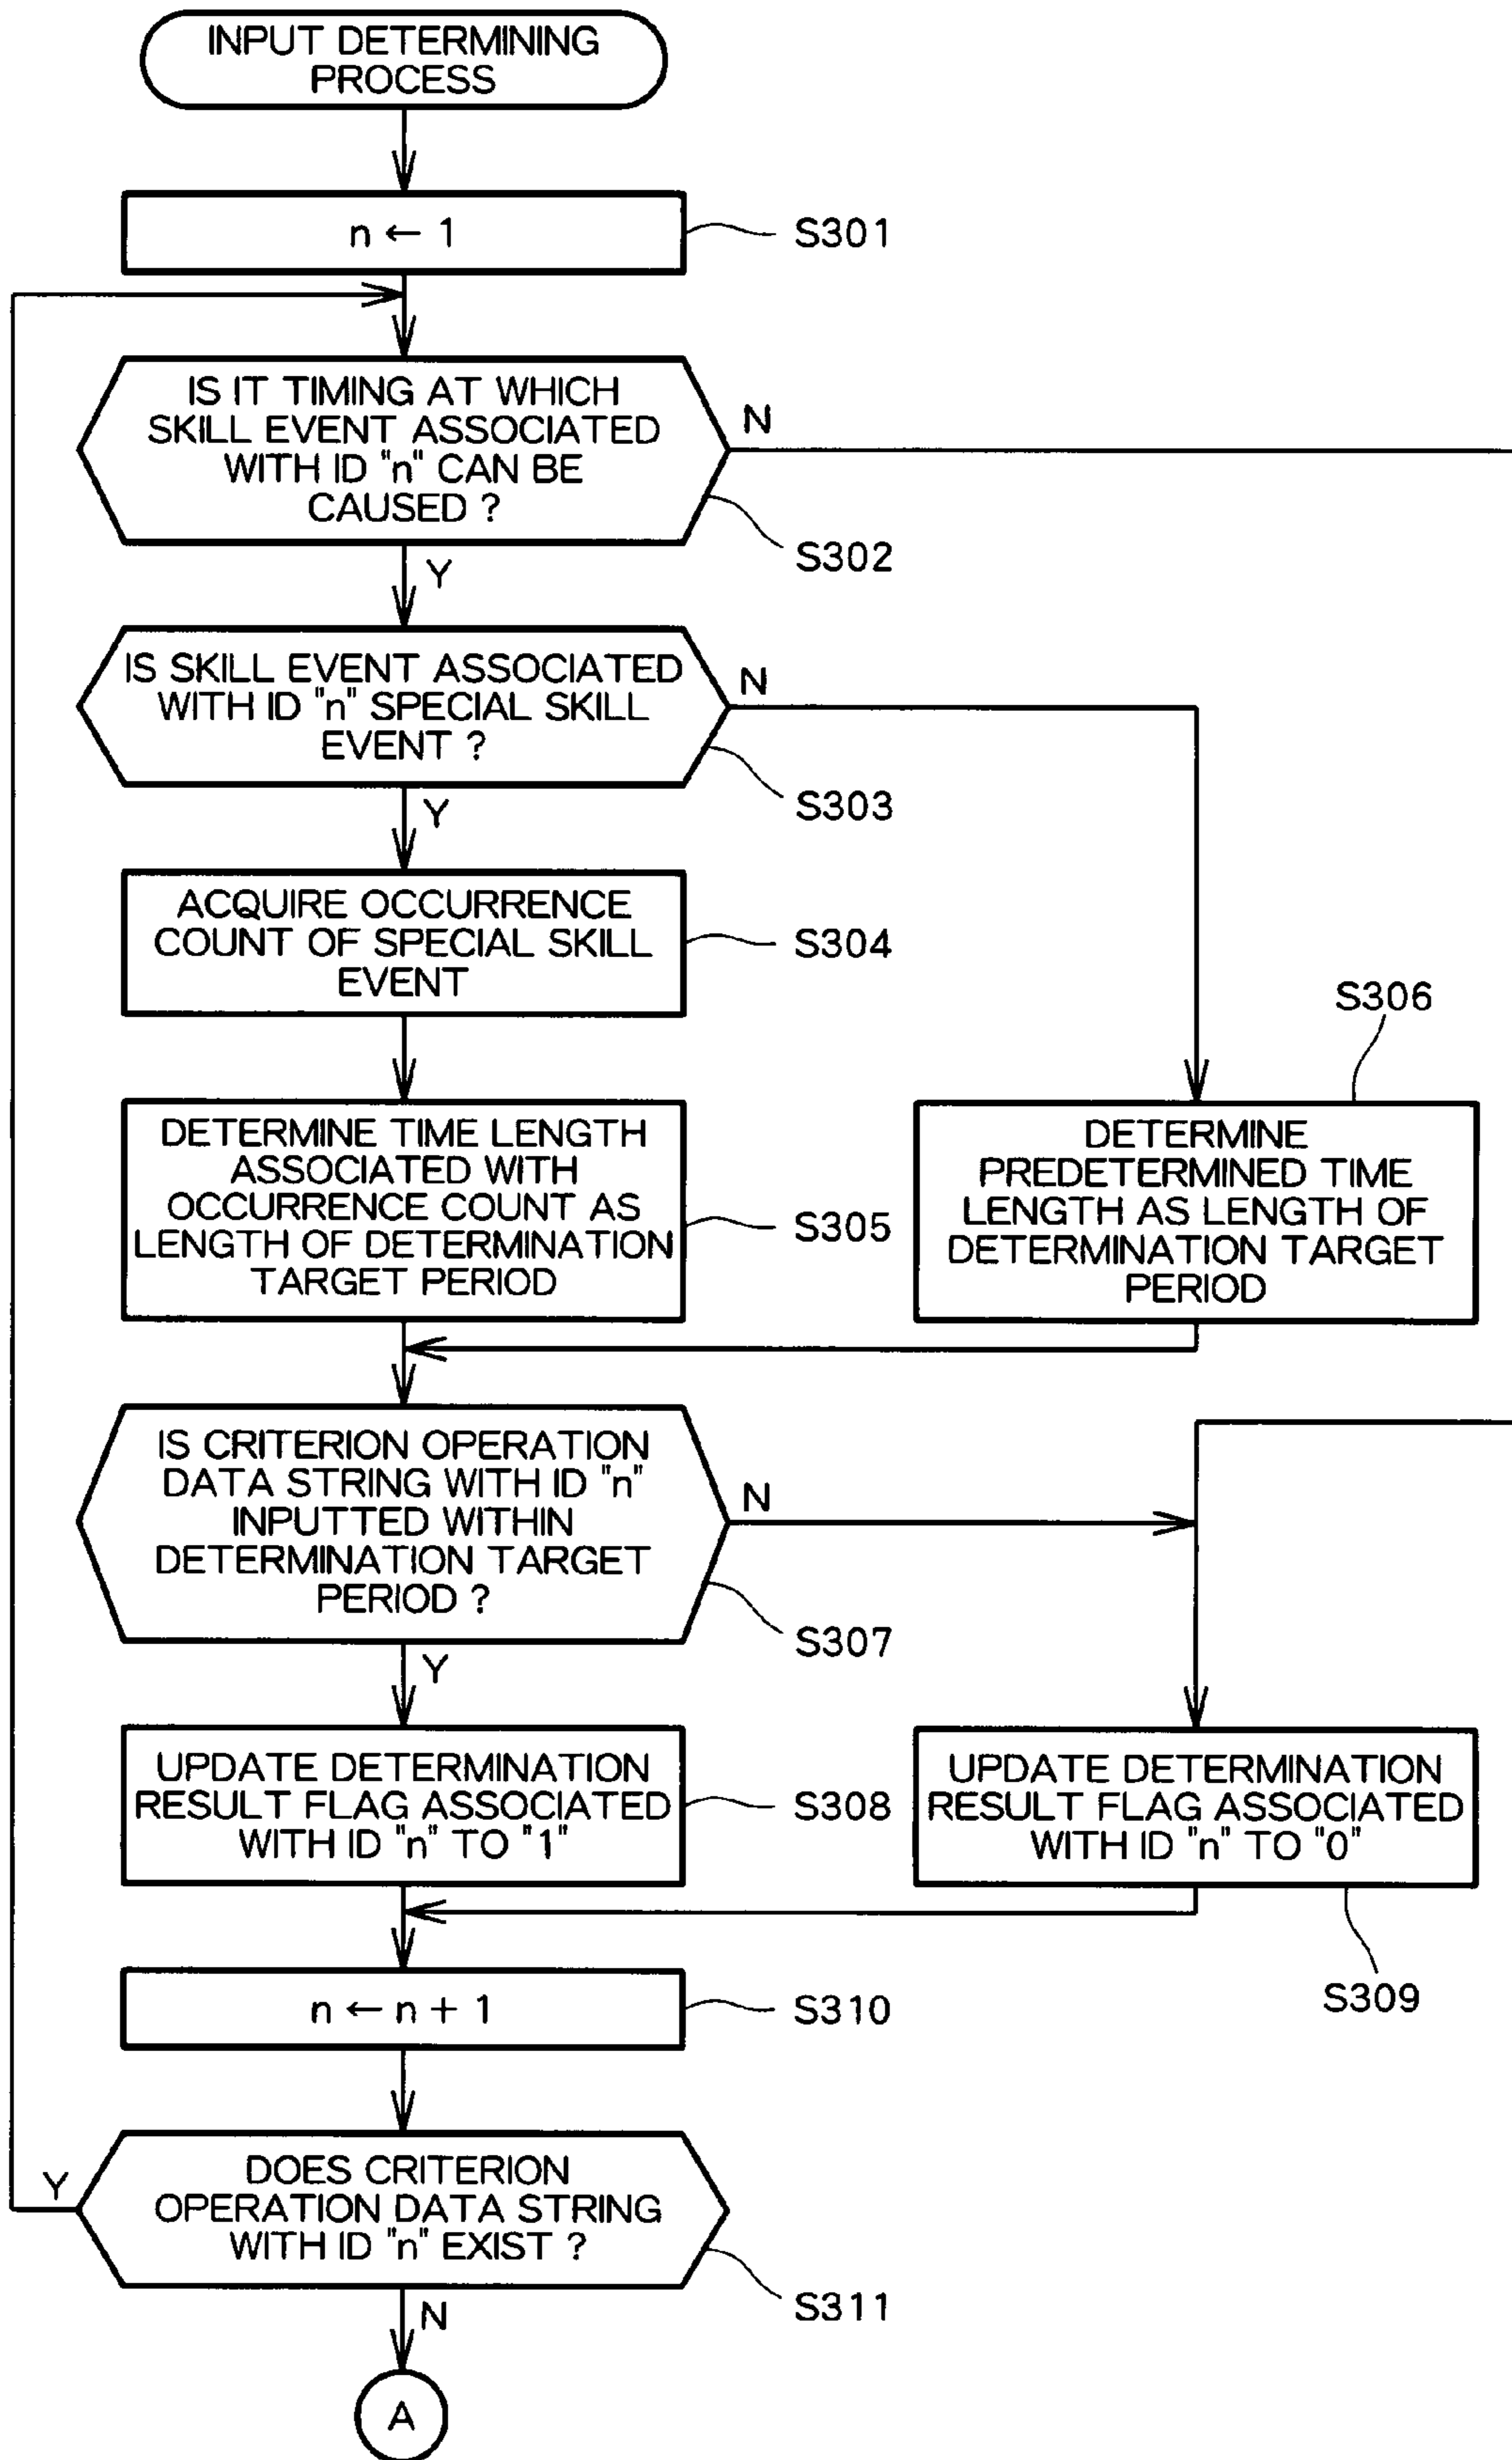 INPUT DETERMINING
PROCESS
n ← 1
S301
IS IT TIMING AT WHICH
SKILL EVENT ASSOCIATED
WITH ID "n" CAN BE
CAUSED ?
N
S302
Y
IS SKILL EVENT ASSOCIATED
WITH ID "n" SPECIAL SKILL
EVENT ?
N
S303
Y
ACQUIRE OCCURRENCE
COUNT OF SPECIAL SKILL
EVENT
S304
S306
DETERMINE TIME LENGTH
ASSOCIATED WITH
OCCURRENCE COUNT AS
LENGTH OF DETERMINATION
TARGET PERIOD
S305
DETERMINE
PREDETERMINED TIME
LENGTH AS LENGTH OF
DETERMINATION TARGET
PERIOD
IS CRITERION OPERATION
DATA STRING WITH ID "n"
INPUTTED WITHIN
DETERMINATION TARGET
PERIOD ?
N
S307
Y
UPDATE DETERMINATION
RESULT FLAG ASSOCIATED
WITH ID "n" TO "1"
S308
UPDATE DETERMINATION
RESULT FLAG ASSOCIATED
WITH ID "n" TO "0"
S309
n ← n + 1
S310
DOES CRITERION
OPERATION DATA STRING
WITH ID "n" EXIST ?
Y
S311
N
A